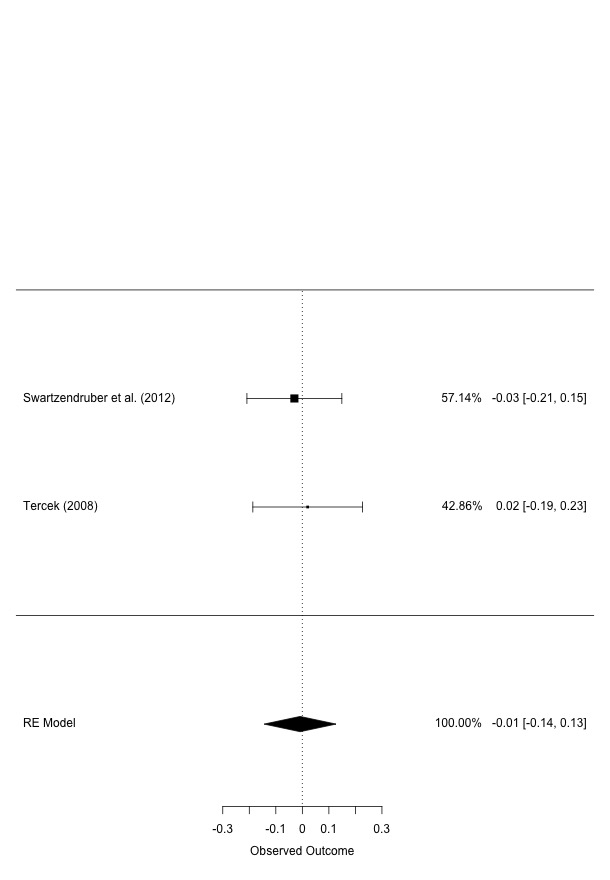 Swartzendruber et al. (2012) 57.14% -0.03 [-0.21, 0.15]
Tercek (2008) 42.86% 0.02 [-0.19, 0.23]
RE Model 100.00% -0.01 [-0.14, 0.13]
-0.3 -0.1 0 0.1 0.3
Observed Outcome